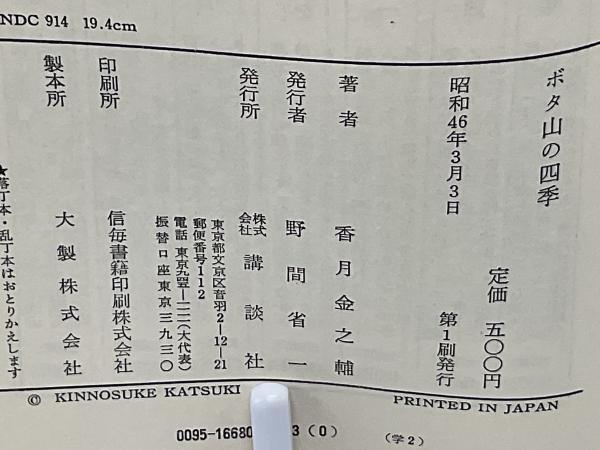 NDC 914 19.4cm
ボタ山の四季
定価 五〇〇円
昭和46年3月3日 第1刷発行
著者 香月金之輔
発行者 野間省一
発行所 株式会社 講談社
東京都文京区音羽2-12-21
郵便番号112
電話 東京(大代表)
振替口座東京三九三〇
印刷所 信毎書籍印刷株式会社
製本所 大製株式会社
★落丁本・乱丁本はおとりかえします
© KINNOSUKE KATSUKI
PRINTED IN JAPAN
0095-16680 3 (0) (学2)